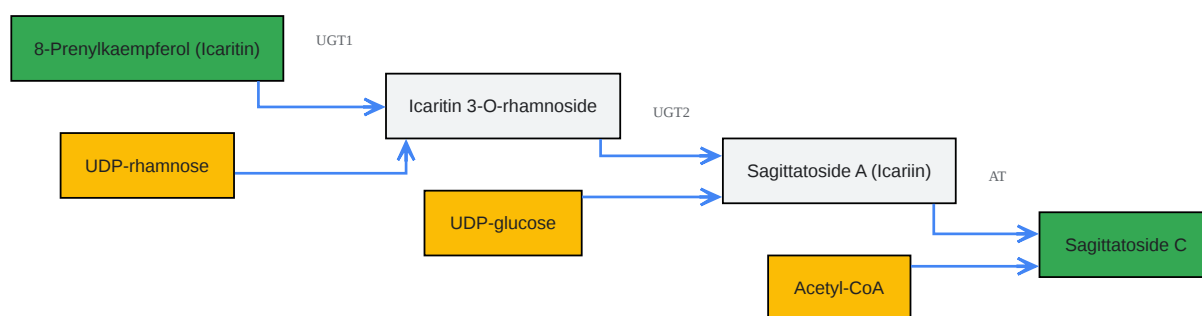 8-Prenylkaempferol (Icaritin)
UGT1
Icaritin 3-O-rhamnoside
UGT2
UDP-rhamnose
Sagittatoside A (Icariin)
AT
UDP-glucose
Sagittatoside C
Acetyl-CoA